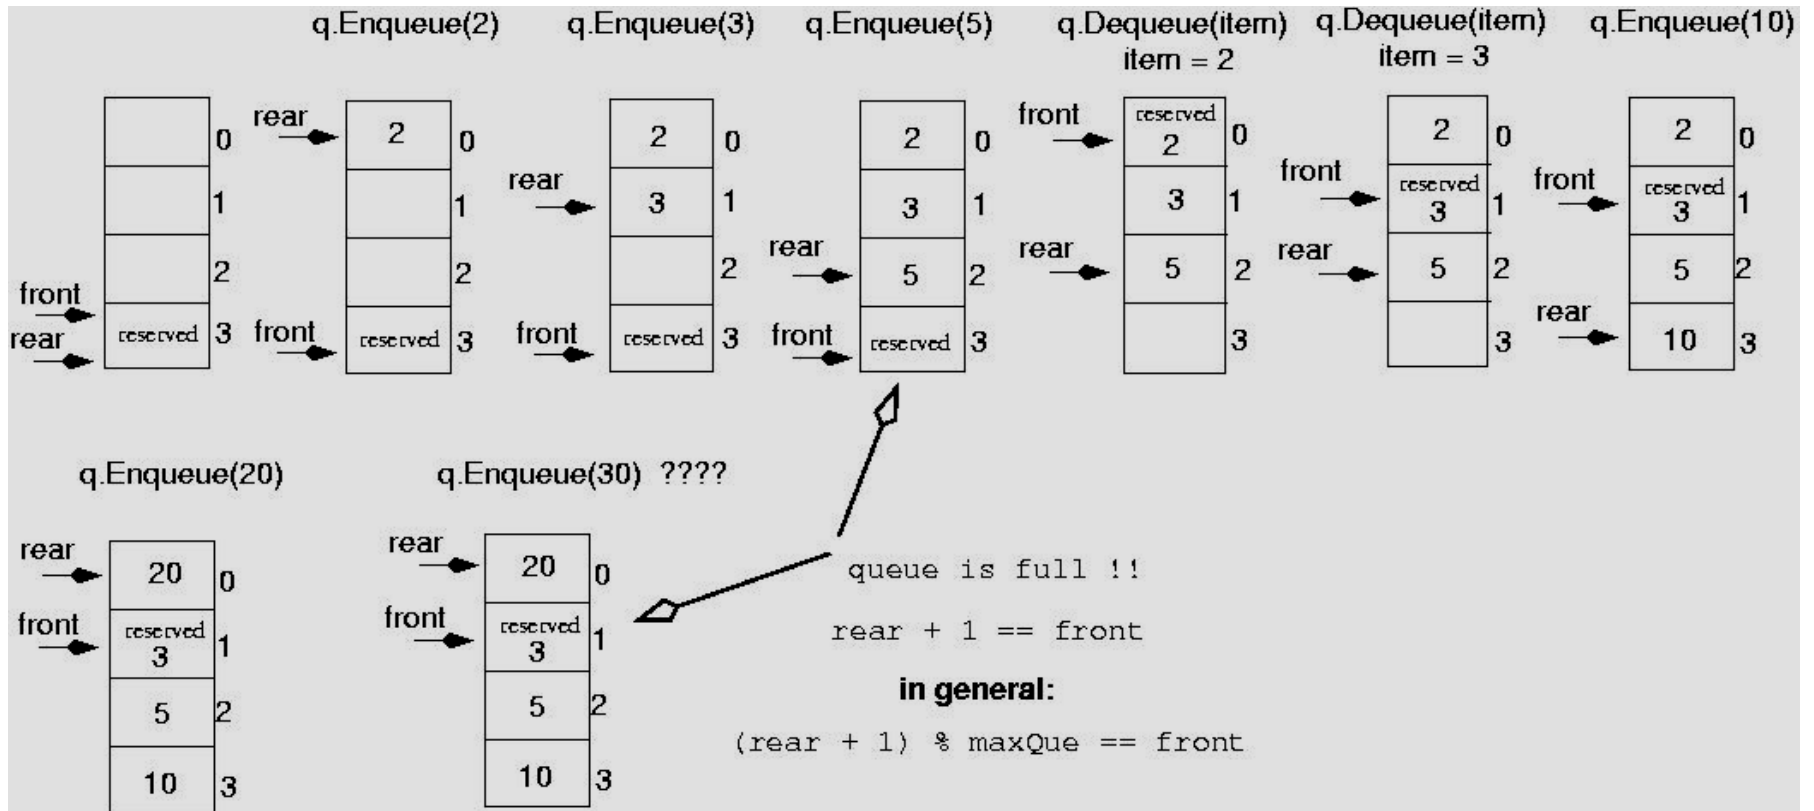 q.Enqueue(2) q.Enqueue(3) q.Enqueue(5) q.Dequeue(item) q.Dequeue(item) q.Enqueue(10)
item = 2 item = 3
rear 2 0 2 0 2 0 front reserved 2 0 2 0 2 0
0
1 1 rear 3 1 3 1 3 1 front reserved 3 1 front reserved 3 1
2 2 2 rear 5 2 rear 5 2 rear 5 2 5 2
front
rear reserved 3 front reserved 3 front reserved 3 front reserved 3 3 3 rear 10 3
q.Enqueue(20) q.Enqueue(30) ????
rear 20 0 rear 20 0
front reserved 3 1 front reserved 3 1
5 2 5 2
10 3 10 3
queue is full !!
rear + 1 == front
in general:
(rear + 1) % maxQue == front